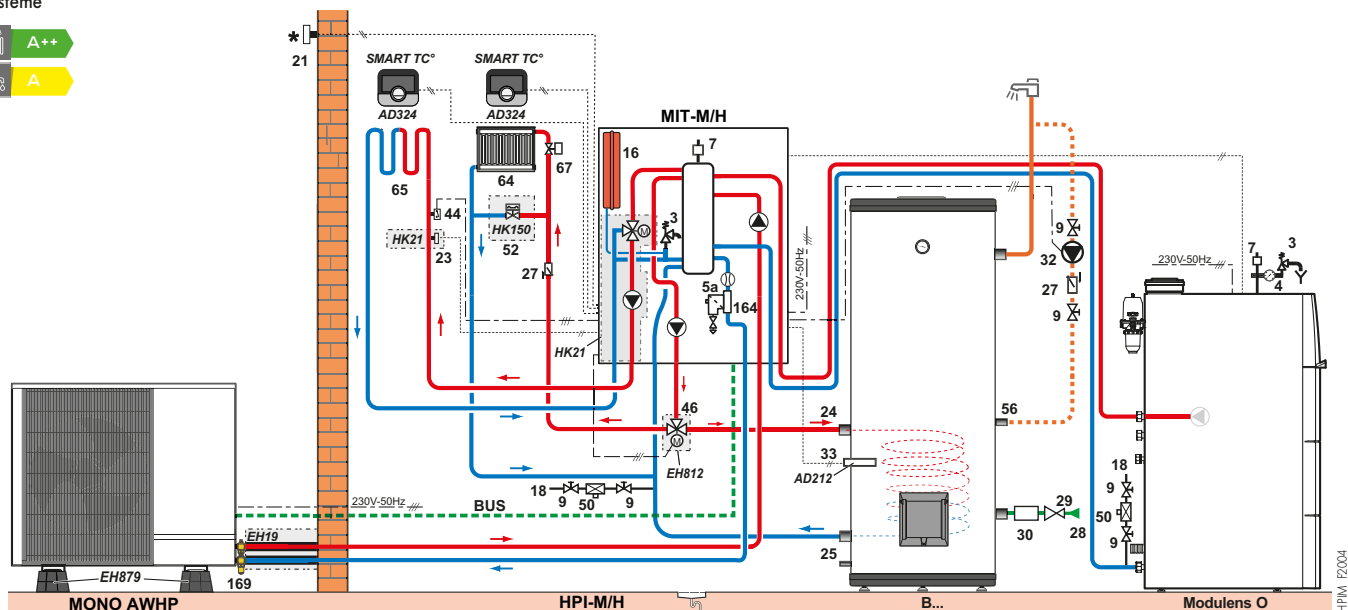 système
A++
A
*
21
SMART TC°
AD324
SMART TC°
AD324
65
64
67
44
HK21
23
HK150
52
27
MIT-M/H
16
7
3
M
5a
164
HK21
46
M
EH812
230V-50Hz
24
33
AD212
25
56
9
32
27
9
230V-50Hz
7
3
4
18
9
50
9
29
30
28
18
9
50
9
230V-50Hz
BUS
EH19
169
EH879
MONO AWHP
HPI-M/H
B...
Modulens O
HPIM_F2004